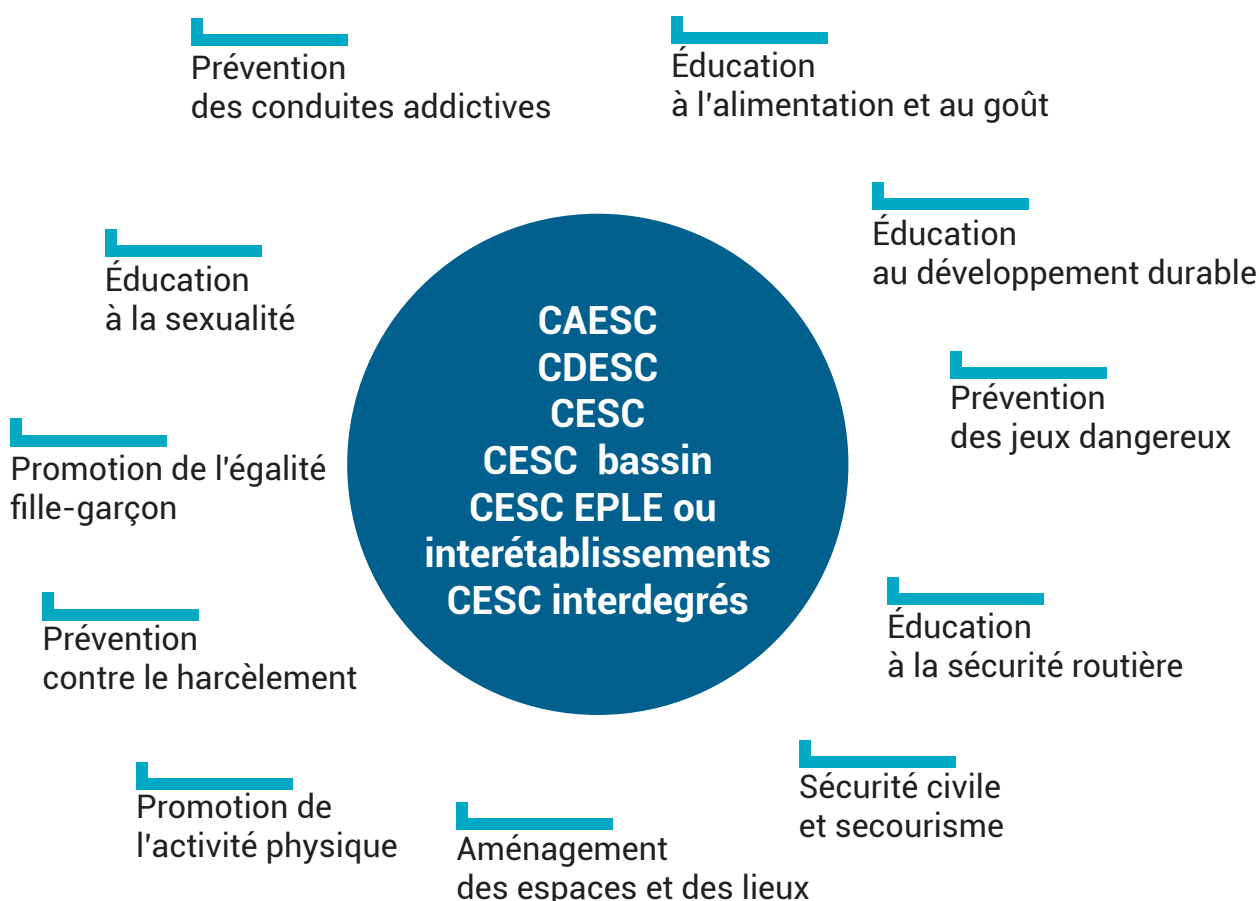 Prévention
des conduites addictives
Éducation
à l'alimentation et au goût
Éducation
au développement durable
Éducation
à la sexualité
Prévention
des jeux dangereux
CAESC
CDESC
CESC
CESC bassin
CESC EPLE ou
interétablissements
CESC interdegrés
Promotion de l'égalité
fille-garçon
Éducation
à la sécurité routière
Prévention
contre le harcèlement
Sécurité civile
et secourisme
Promotion de
l'activité physique
Aménagement
des espaces et des lieux